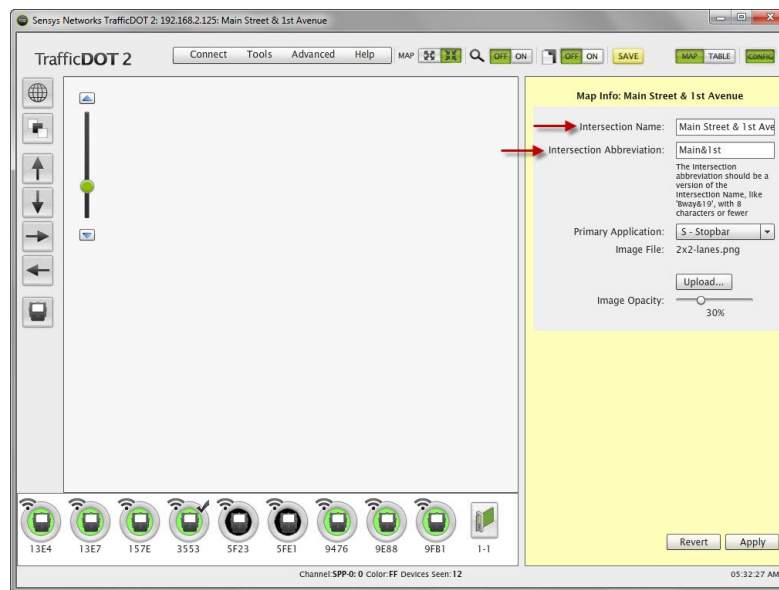 Sensys Networks TrafficDOT 2: 192.168.2.125: Main Street & 1st Avenue
TrafficDOT 2
Connect Tools Advanced Help MAP OFF ON OFF ON SAVE MAP TABLE CONFIG
Map Info: Main Street & 1st Avenue
Intersection Name: Main Street & 1st Ave
Intersection Abbreviation: Main&1st
The Intersection
abbreviation should be a
version of the
Intersection Name, like
'Bway&19', with 8
characters or fewer
Primary Application: S - Stopbar
Image File: 2x2-lanes.png
Upload...
Image Opacity:
30%
13E4 13E7 157E 3553 5F23 5FE1 9476 9E88 9FB1 1-1
Revert Apply
Channel:SPP-0: 0 Color:FF Devices Seen:12 05:32:27 AM